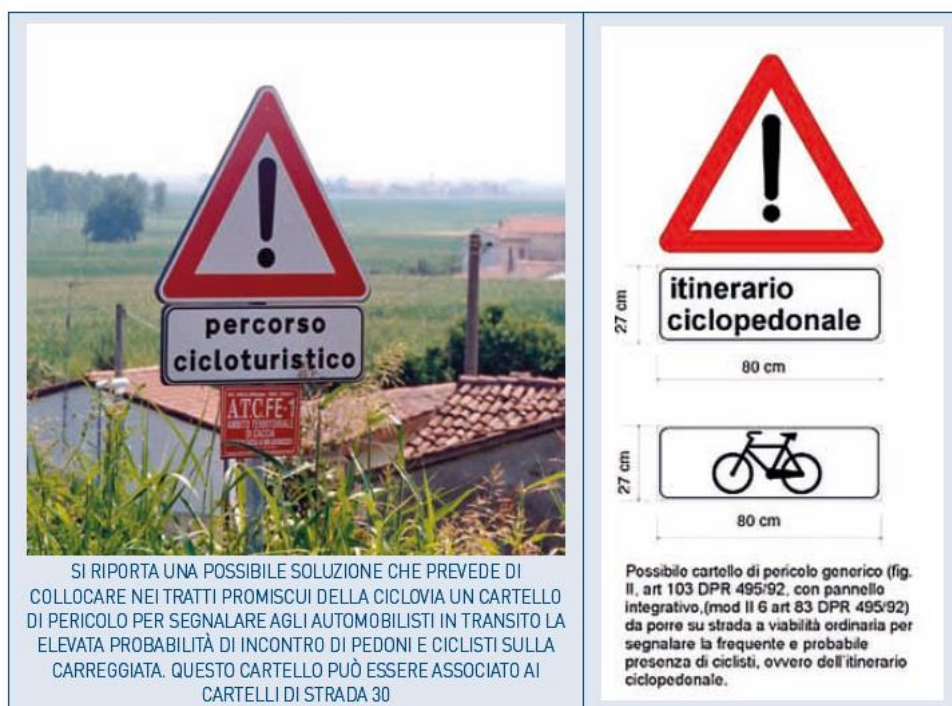 percorso
cicloturistico
A.T.C.FE-1
AMBITO TERRITORIALE
DI CACCIA
SI RIPORTA UNA POSSIBILE SOLUZIONE CHE PREVEDE DI
COLLOCARE NEI TRATTI PROMISCUI DELLA CICLOVIA UN CARTELLO
DI PERICOLO PER SEGNALARE AGLI AUTOMOBILISTI IN TRANSITO LA
ELEVATA PROBABILITÀ DI INCONTRO DI PEDONI E CICLISTI SULLA
CARREGGIATA. QUESTO CARTELLO PUÒ ESSERE ASSOCIATO AI
CARTELLI DI STRADA 30
itinerario
ciclopedonale
27 cm
80 cm
27 cm
80 cm
Possibile cartello di pericolo generico (fig.
II, art 103 DPR 495/92, con pannello
integrativo,(mod II 6 art 83 DPR 495/92)
da porre su strada a viabilità ordinaria per
segnalare la frequente e probabile
presenza di ciclisti, ovvero dell'itinerario
ciclopedonale.